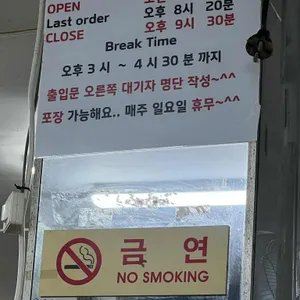 OPEN
Last order 오후 8시 20분
CLOSE 오후 9시 30분
Break Time
오후 3 시 ~ 4 시 30 분 까지
출입문 오른쪽 대기자 명단 작성~^^
포장 가능해요.. 매주 일요일 휴무~^^
금 연
NO SMOKING